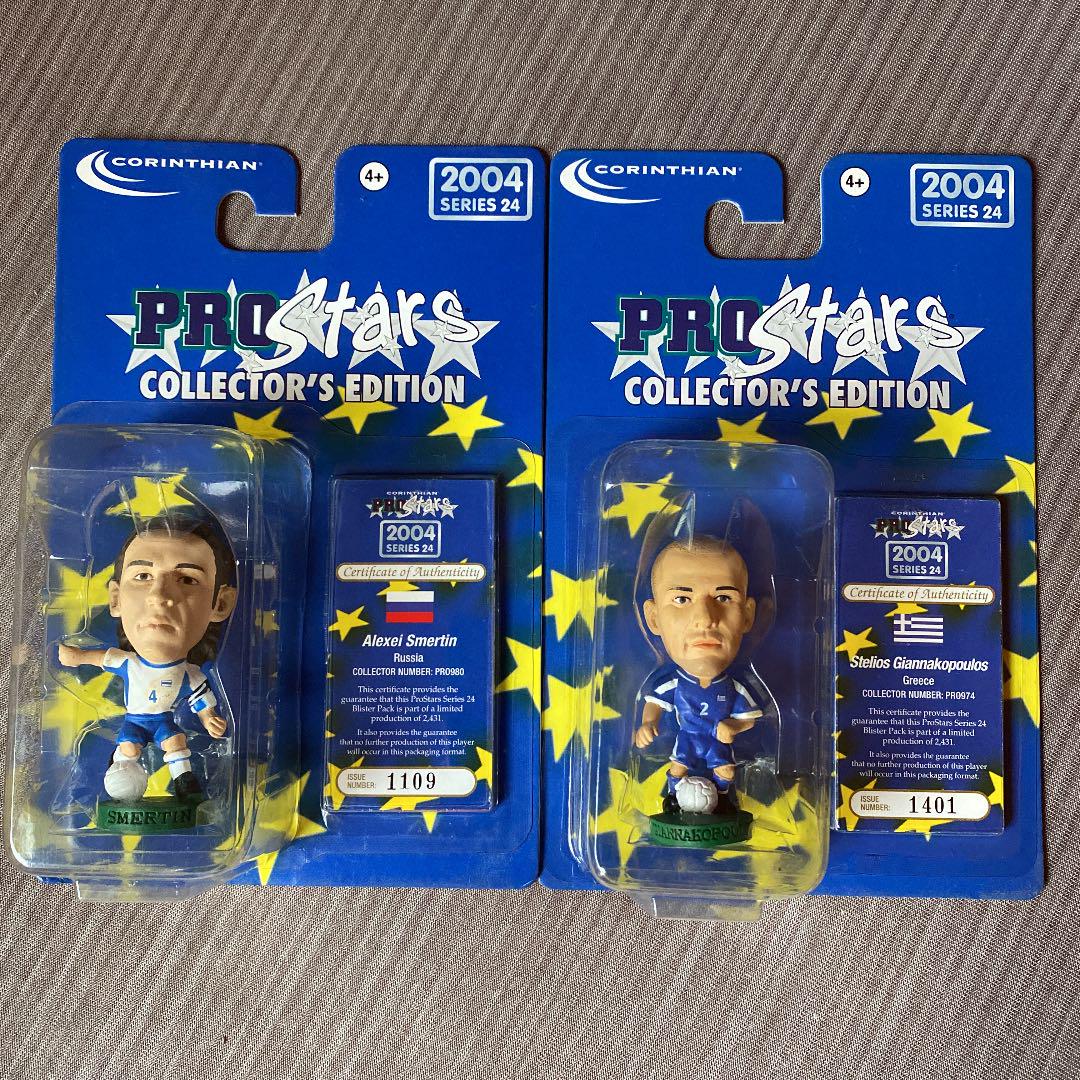 CORINTHIAN
4+
2004
SERIES 24
PROStars
COLLECTOR'S EDITION
CORINTHIAN
PROStars
2004
SERIES 24
Certificate of Authenticity
Alexei Smertin
Russia
COLLECTOR NUMBER: PRO980
This certificate provides the
guarantee that this ProStars Series 24
Blister Pack is part of a limited
production of 2,431.
It also provides the guarantee
that no further production of this player
will occur in this packaging format.
ISSUE
NUMBER: 1109
4
SMERTIN
CORINTHIAN
4+
2004
SERIES 24
PROStars
COLLECTOR'S EDITION
CORINTHIAN
PROStars
2004
SERIES 24
Certificate of Authenticity
Stelios Giannakopoulos
Greece
COLLECTOR NUMBER: PRO974
This certificate provides the
guarantee that this ProStars Series 24
Blister Pack is part of a limited
production of 2,431.
It also provides the guarantee
that no further production of this player
will occur in this packaging format.
ISSUE
NUMBER: 1401
2